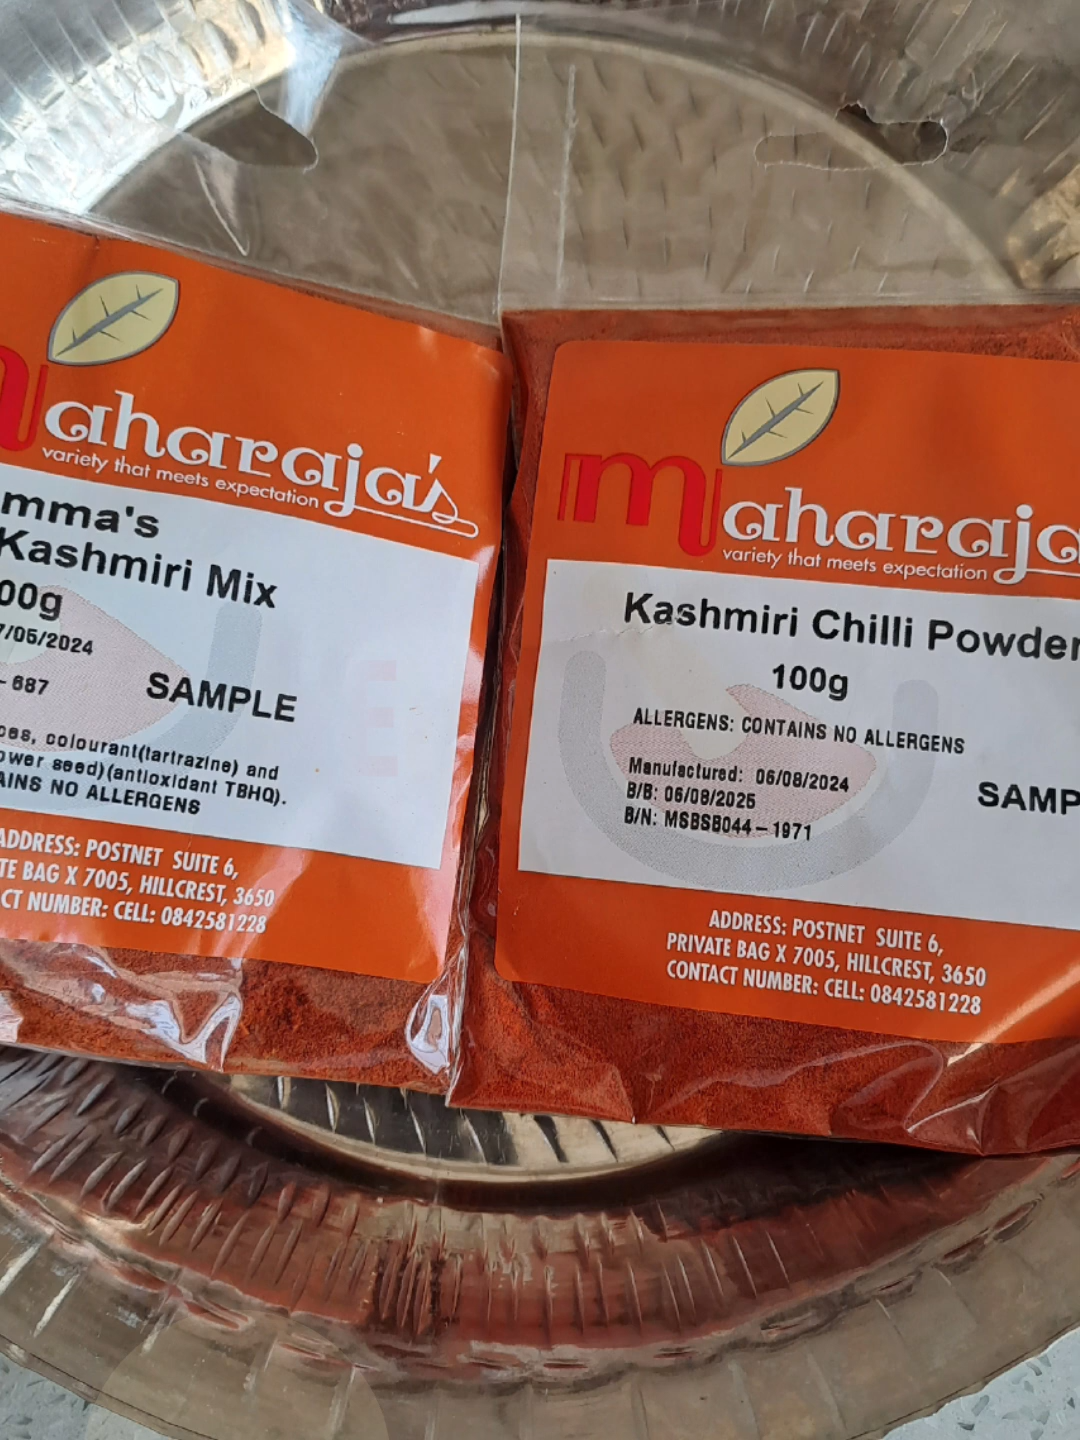 maharaja's
variety that meets expectation
mma's
Kashmiri Mix
00g
7/05/2024
- 687
SAMPLE
colourant(tartrazine) and
ower seed)(antioxidant TBHQ).
AINS NO ALLERGENS
ADDRESS: POSTNET SUITE 6,
TE BAG X 7005, HILLCREST, 3650
CT NUMBER: CELL: 0842581228
maharaja
variety that meets expectation
Kashmiri Chilli Powder
100g
ALLERGENS: CONTAINS NO ALLERGENS
Manufactured: 06/08/2024
B/B: 06/08/2025
B/N: MSBSB044-1971
SAMP
ADDRESS: POSTNET SUITE 6,
PRIVATE BAG X 7005, HILLCREST, 3650
CONTACT NUMBER: CELL: 0842581228